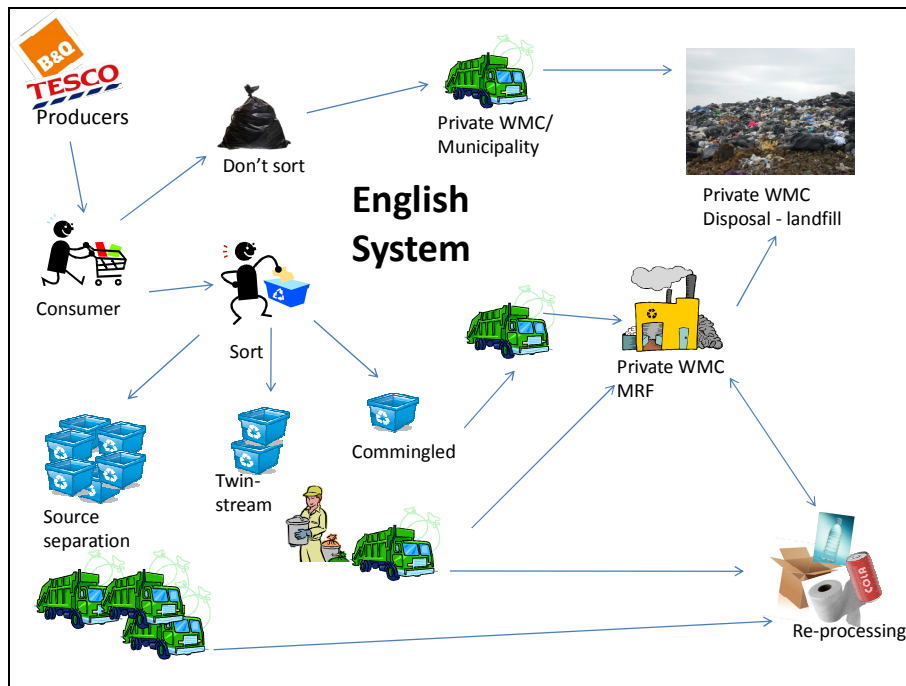 B&Q
TESCO
Producers
Don't sort
Private WMC/
Municipality
Private WMC
Disposal - landfill
English
System
Consumer
Sort
Private WMC
MRF
Commingled
Twin-
stream
Source
separation
COLA
Re-processing